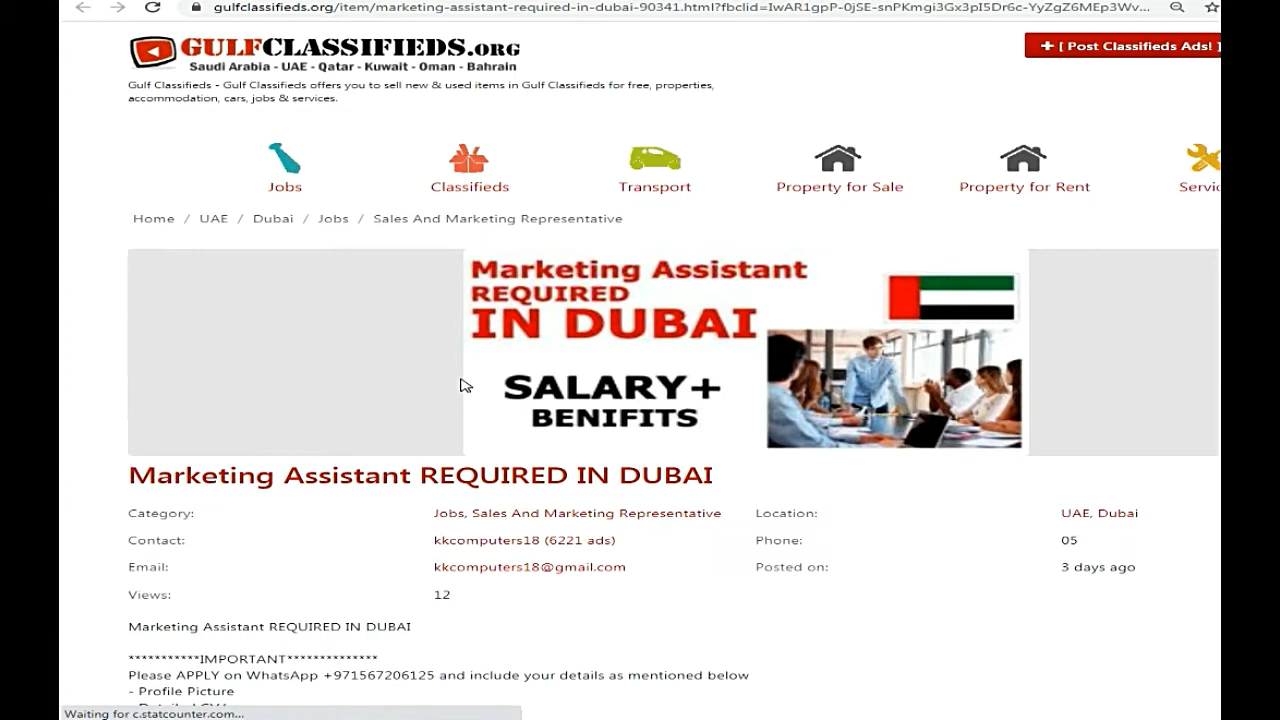 gulfclassifieds.org/item/marketing-assistant-required-in-dubai-90341.html?fbclid=IwAR1gpP-0jSE-snPKmgi3Gx3pI5Dr6c-YyZgZ6MEp3Wv...
GULFCLASSIFIEDS.ORG
Saudi Arabia - UAE - Qatar - Kuwait - Oman - Bahrain
+ [ Post Classifieds Ads! ]
Gulf Classifieds - Gulf Classifieds offers you to sell new & used items in Gulf Classifieds for free, properties,
accommodation, cars, jobs & services.
Jobs Classifieds Transport Property for Sale Property for Rent Servic
Home / UAE / Dubai / Jobs / Sales And Marketing Representative
Marketing Assistant
REQUIRED
IN DUBAI
SALARY+
BENIFITS
Marketing Assistant REQUIRED IN DUBAI
Category: Jobs, Sales And Marketing Representative Location: UAE, Dubai
Contact: kkcomputers18 (6221 ads) Phone: 05
Email: kkcomputers18@gmail.com Posted on: 3 days ago
Views: 12
Marketing Assistant REQUIRED IN DUBAI
***********IMPORTANT**************
Please APPLY on WhatsApp +971567206125 and include your details as mentioned below
- Profile Picture
Waiting for c.statcounter.com...